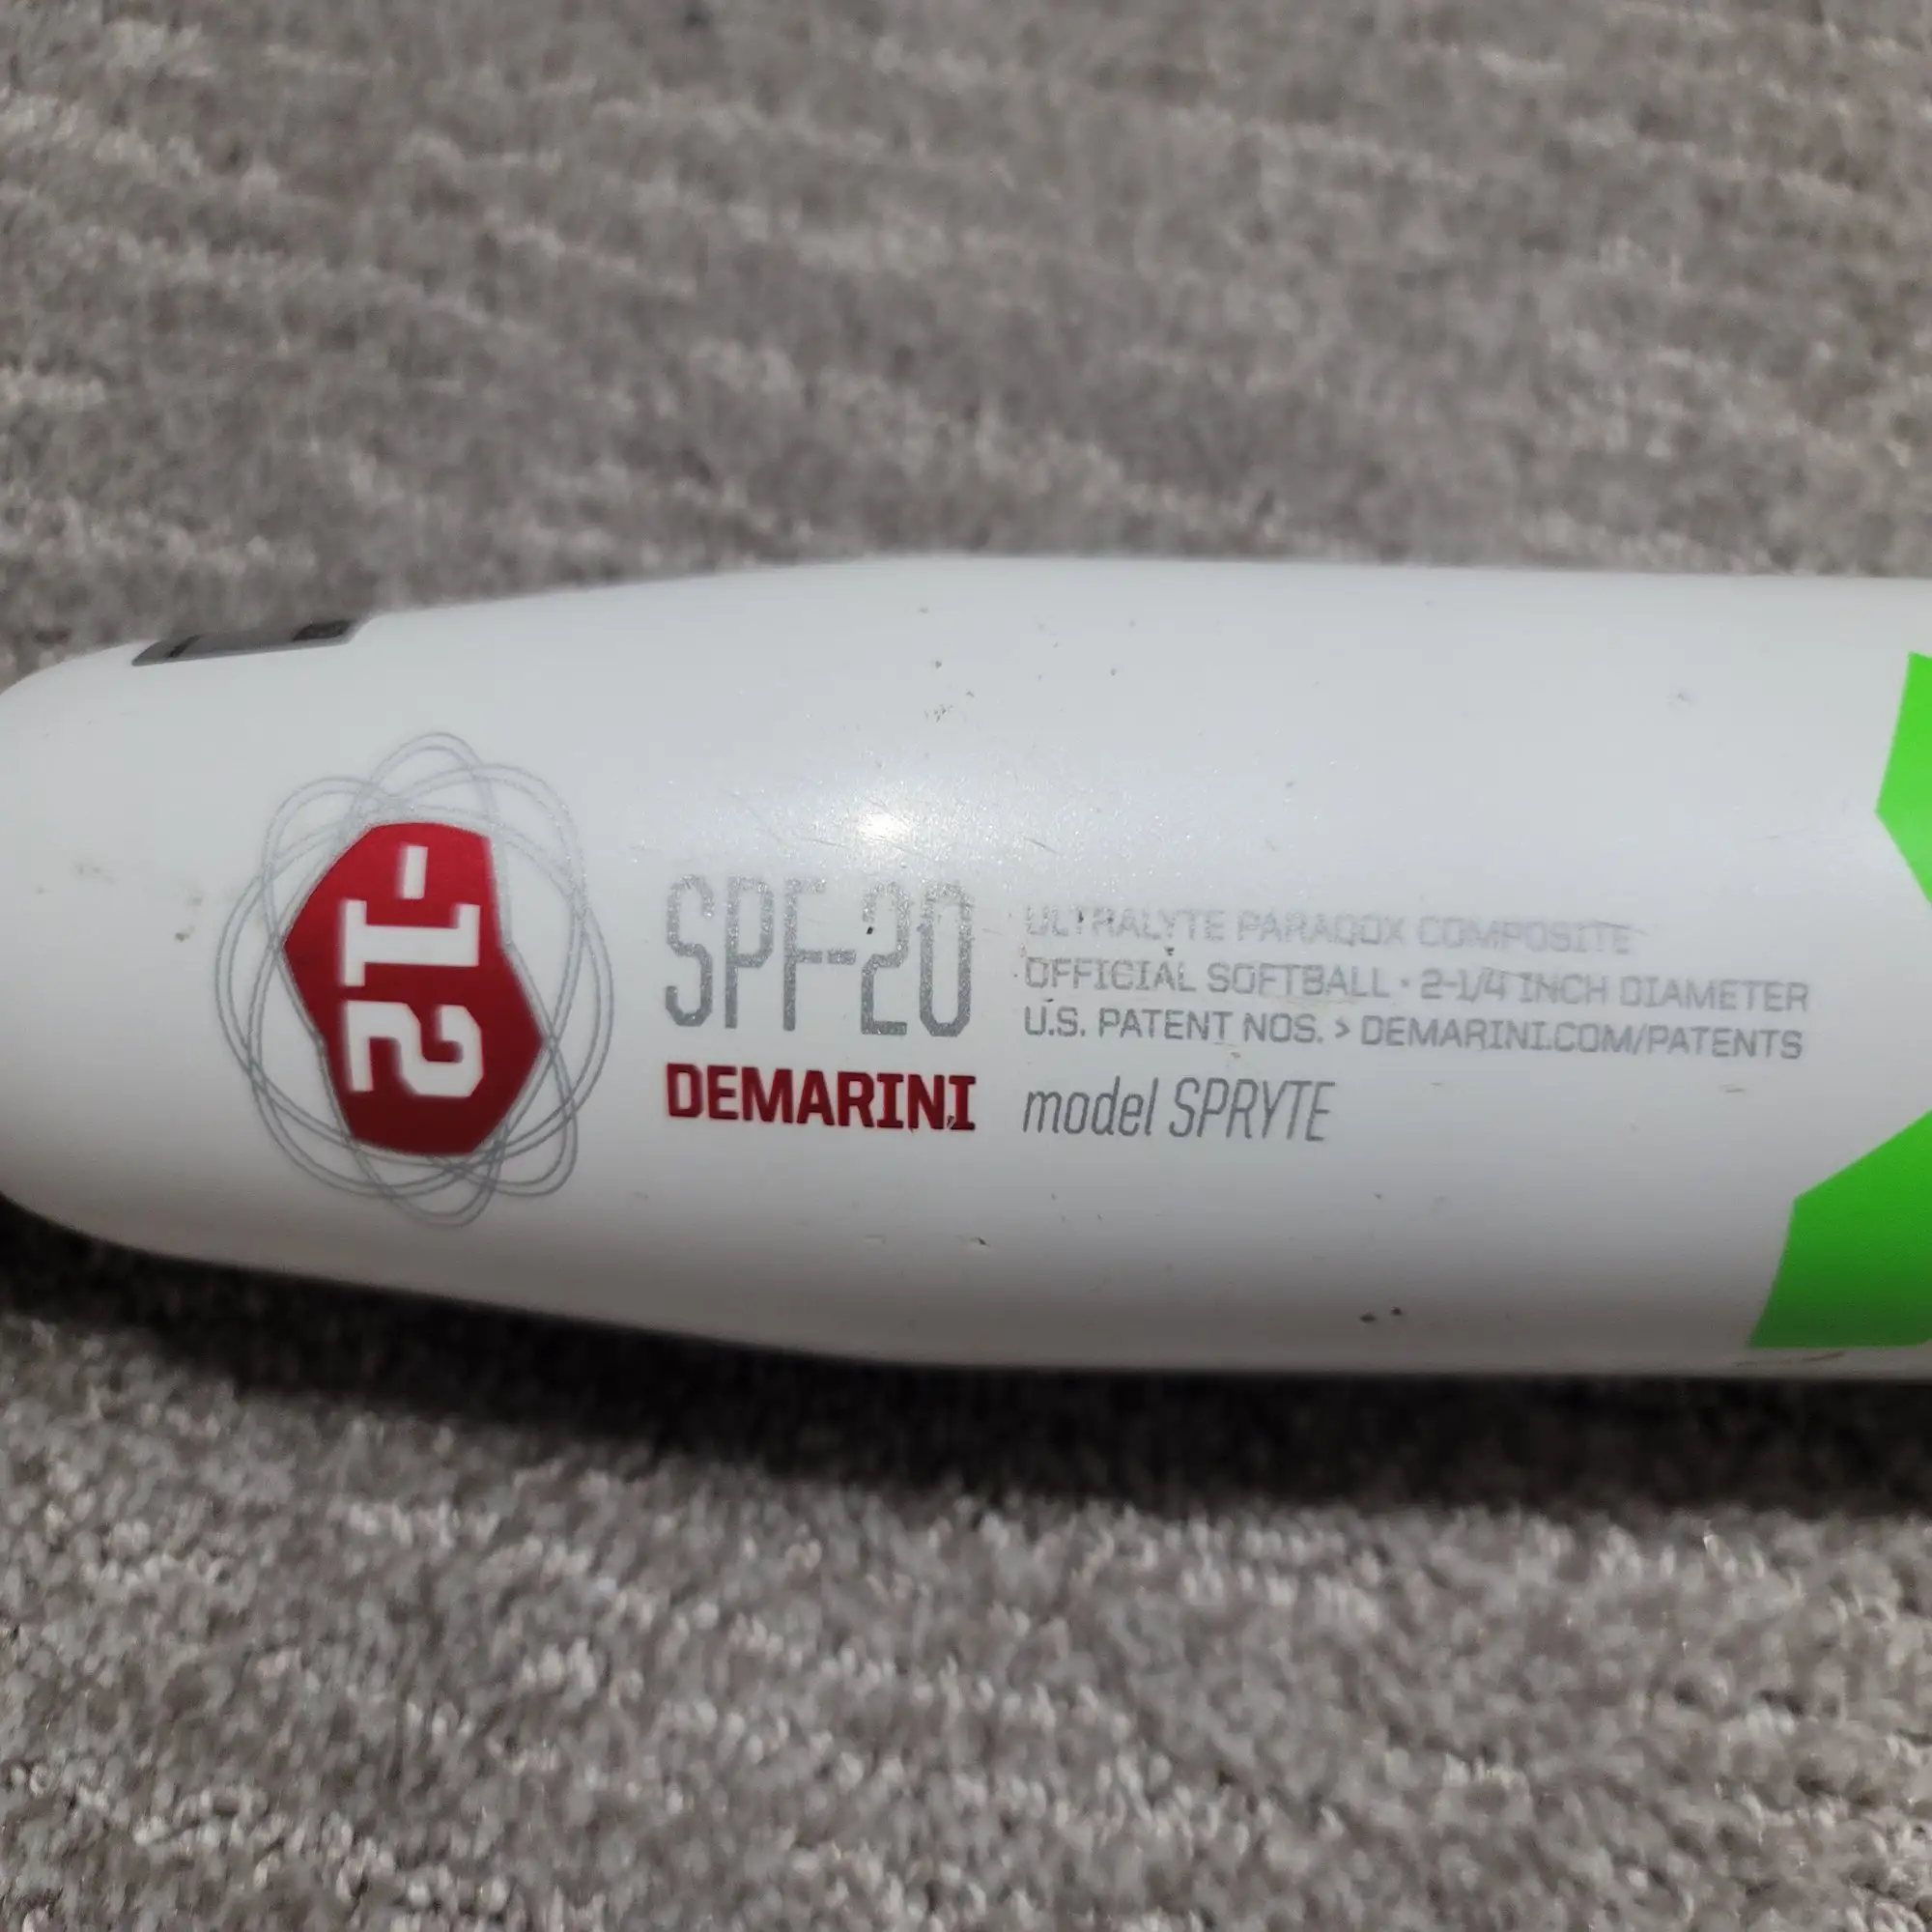 -12
SPF-20
DEMARINI
ULTRALYTE PARADOX COMPOSITE
OFFICIAL SOFTBALL · 2-1/4 INCH DIAMETER
U.S. PATENT NOS. > DEMARINI.COM/PATENTS
model SPRYTE